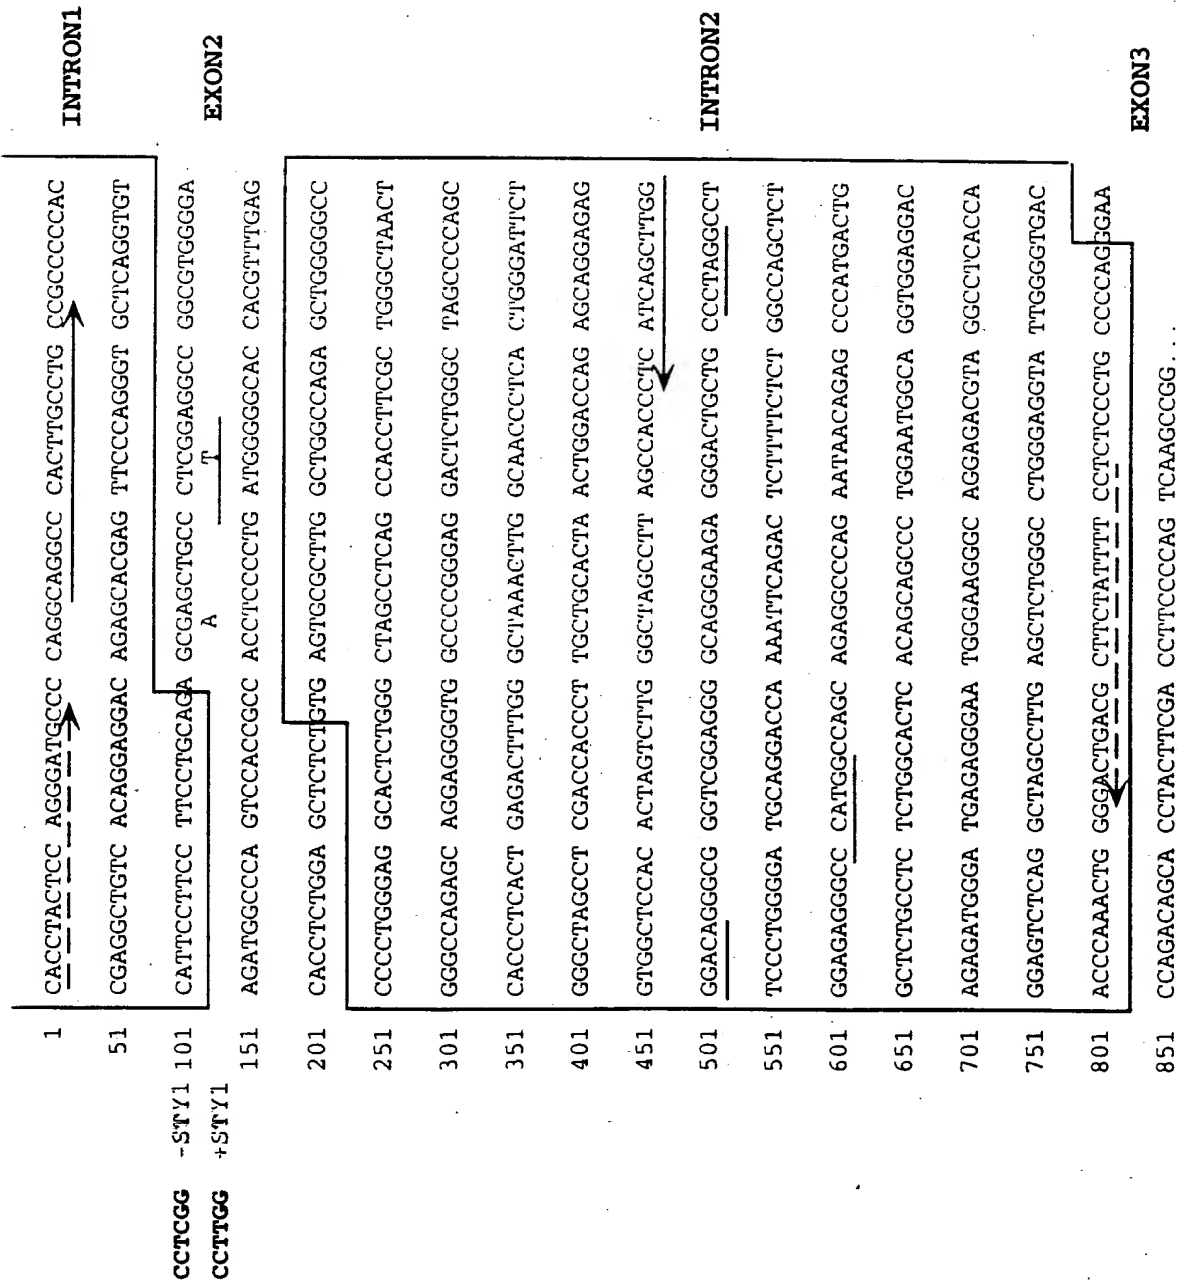 INTRON1
1 CACCTACTCC AGGGATGCCC CAGGCAGGCC CACTTGCCTG CCGCCCCCAC
51 CGAGGCTGTC ACAGGAGGAC AGAGCACGAG TTCCCAGGGT GCTCAGGTGT
EXON2
CCTCGG -STY1 101 CATTCCTTCC TTCCTGCAGA GCGAGCTGCC CTCGGAGGCC GGCGTGGGGA
CCTTGG +STY1 A T
151 AGATGGCCCA GTCCACCGCC ACCTCCCCTG ATGGGGGCAC CACGTTTGAG
201 CACCTCTGGA GCTCTCTGTG AGTGCGCTTG GCTGGCCAGA GCTGGGGGCC
251 CCCCTGGGAG GCACTCTGGG CTAGCCTCAG CCACCTTCGC TGGGCTAACT
301 GGGCCAGAGC AGGAGGGGTG GCCCCGGGAG GACTCTGGGC TAGCCCCAGC
351 CACCCTCACT GAGACTTTGG GCTAAACTTG GCAACCCTCA CTGGGATTCT
401 GGGCTAGCCT CGACCACCCT TGCTGCACTA ACTGGACCAG AGCAGGAGAG
451 GTGGCTCCAC ACTAGTCTTG GGCTAGCCTT AGCCACCCTC ATCAGCTTGG
INTRON2
501 GGACAGGGCG GGTCGGAGGG GCAGGGAAGA GGGACTGCTG CCCTAGGCCT
551 TCCCTGGGGA TGCAGGACCA AAATTCAGAC TCTTTTCTCT GGCCAGCTCT
601 GGAGAGGGCC CATGGCCAGC AGAGGCCCAG AATAACAGAG CCCATGACTG
651 GCTCTGCCTC TCTGGCACTC ACAGCAGCCC TGGAATGGCA GGTGGAGGAC
701 AGAGATGGGA TGAGAGGGAA TGGGAAGGGC AGGAGACGTA GGCCTCACCA
751 GGAGTCTCAG GCTAGCCTTG AGCTCTGGGC CTGGGAGGTA TTGGGGTGAC
801 ACCCAAACTG GGGACTGACG CTTCTATTTT CCTCTCCCTG CCCCAGGGAA
EXON3
851 CCAGACAGCA CCTACTTCGA CCTTCCCCAG TCAAGCCGG...